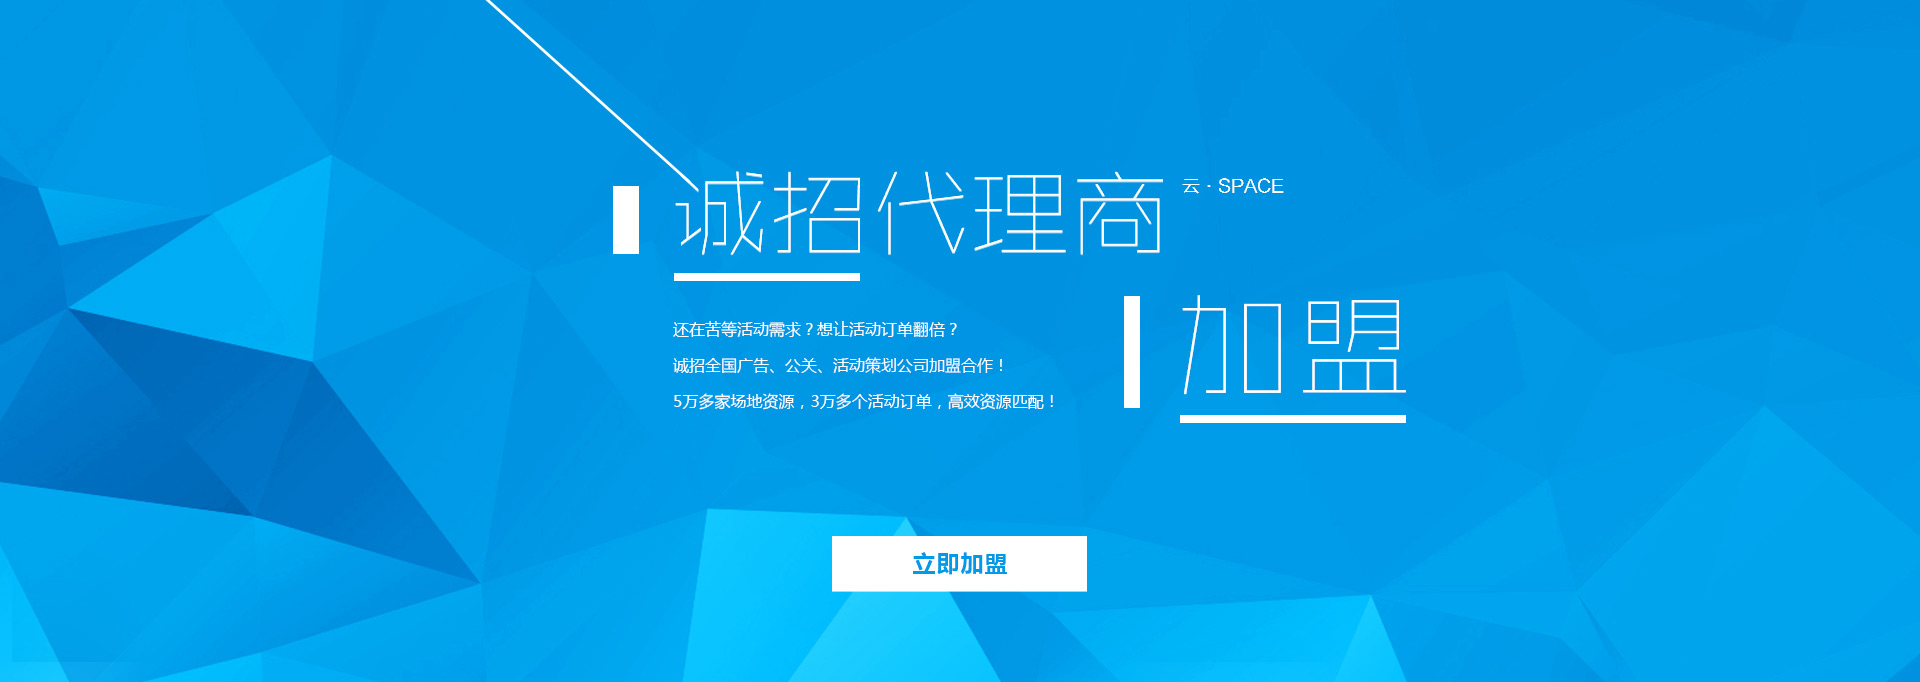 诚招代理商
云·SPACE
加盟
还在苦等活动需求？想让活动订单翻倍？
诚招全国广告、公关、活动策划公司加盟合作！
5万多家场地资源，3万多个活动订单，高效资源匹配！
立即加盟